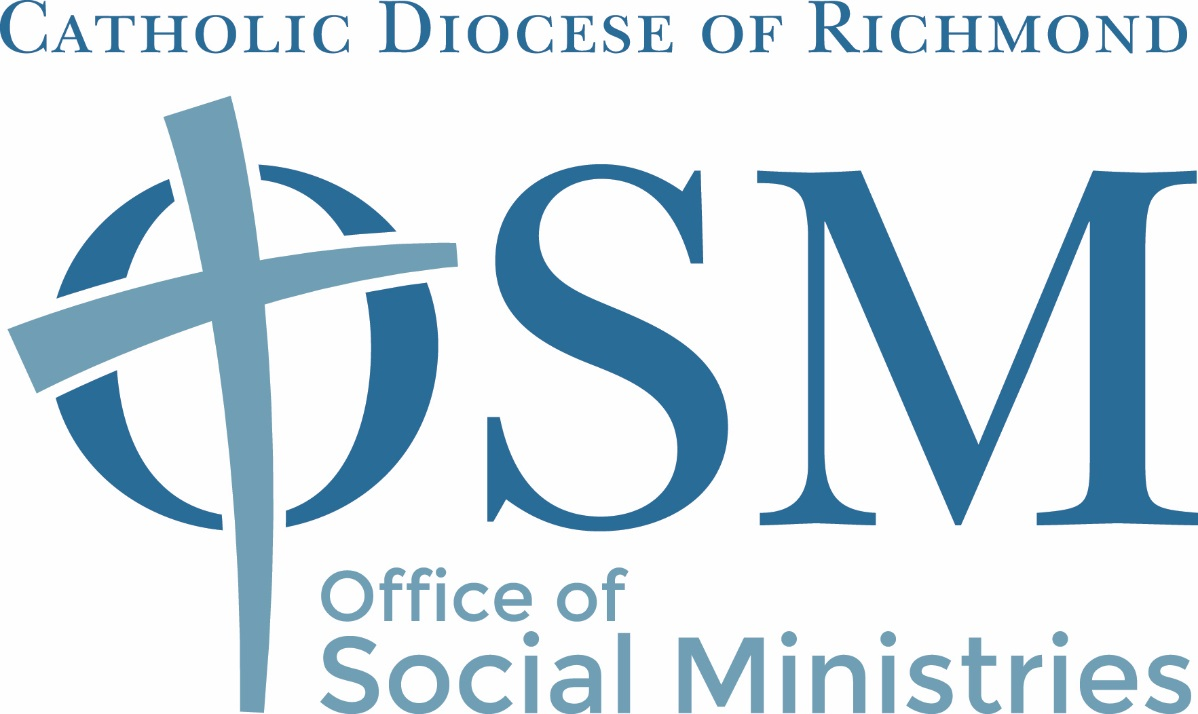 CATHOLIC DIOCESE OF RICHMOND
OSM
Office of
Social Ministries